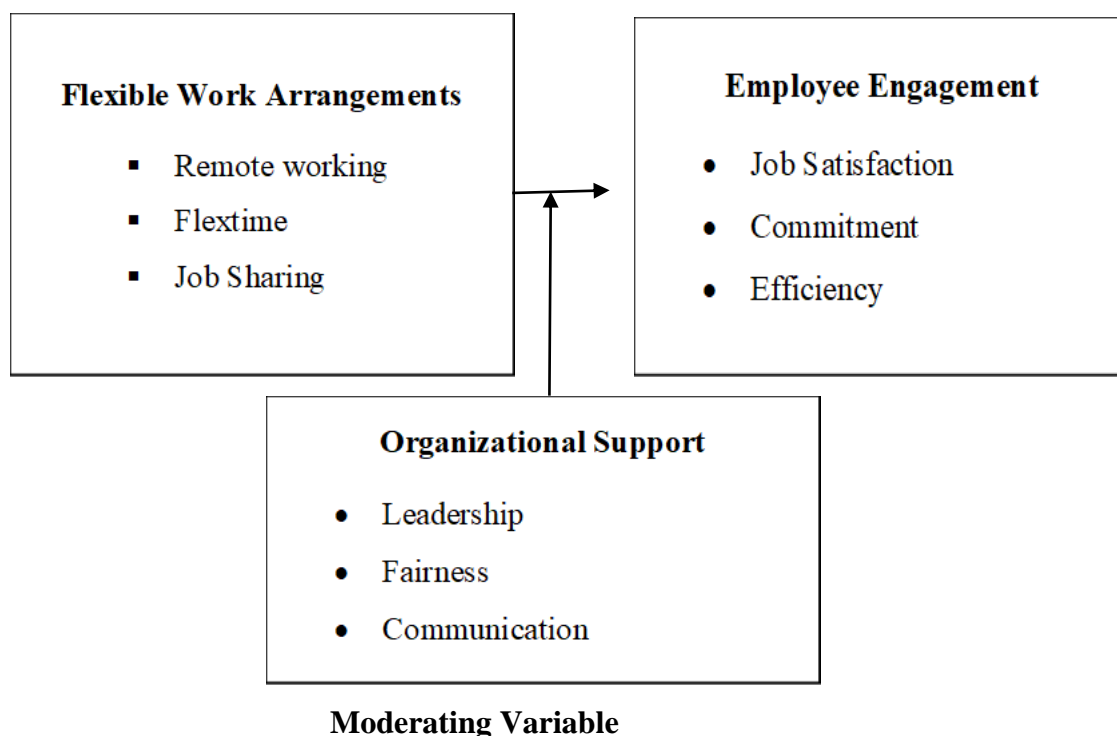 Flexible Work Arrangements
▪ Remote working
▪ Flextime
▪ Job Sharing
Employee Engagement
● Job Satisfaction
● Commitment
● Efficiency
Organizational Support
● Leadership
● Fairness
● Communication
Moderating Variable